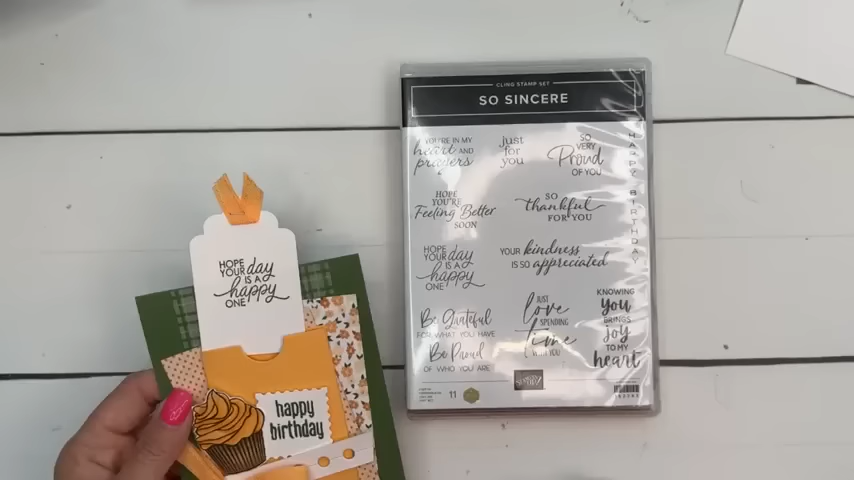 CLING STAMP SET
SO SINCERE
YOU'RE IN MY
heart AND
prayers
just
for
you
SO
VERY
Proud
OF YOU
HAPPY BIRTHDAY
HOPE
YOU'RE
Feeling Better
SOON
SO
thankful
FOR YOU
HOPE
YOUR day
IS A
happy
ONE
YOUR kindness
IS SO appreciated
Be Grateful
FOR WHAT YOU HAVE
Be Proud
OF WHO YOU ARE
JUST
love
SPENDING
time
WITH YOU
KNOWING
you
BRINGS
joy
TO MY
heart
11
HOPE
YOUR day
IS A
happy
ONE
happy
birthday